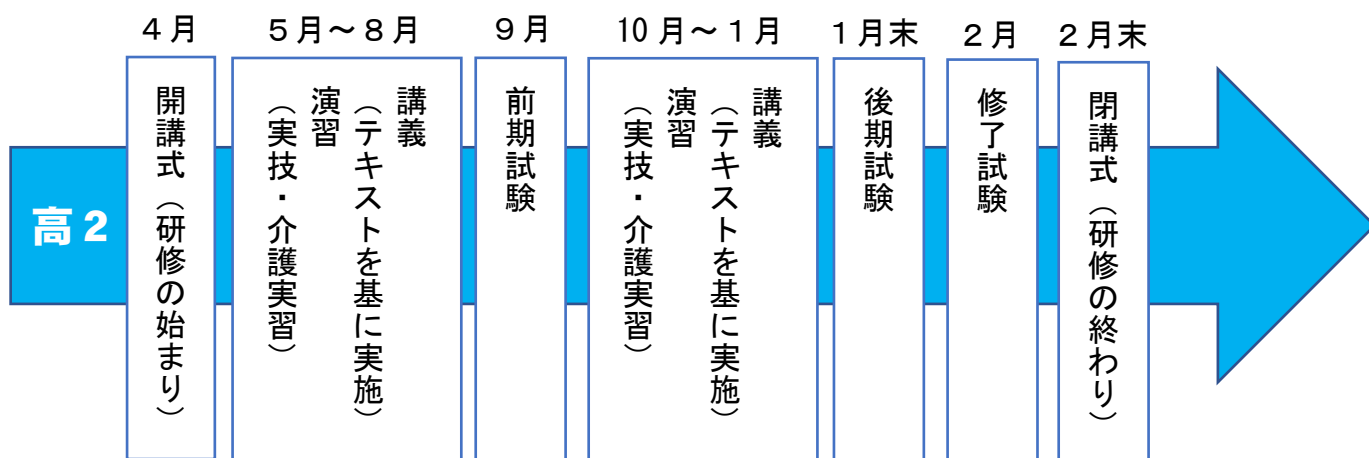 ４月
５月～８月
９月
10月～１月
１月末
２月
２月末
高２
開講式（研修の始まり）
講義
（テキストを基に実施）
演習
（実技・介護実習）
前期試験
講義
（テキストを基に実施）
演習
（実技・介護実習）
後期試験
修了試験
閉講式（研修の終わり）